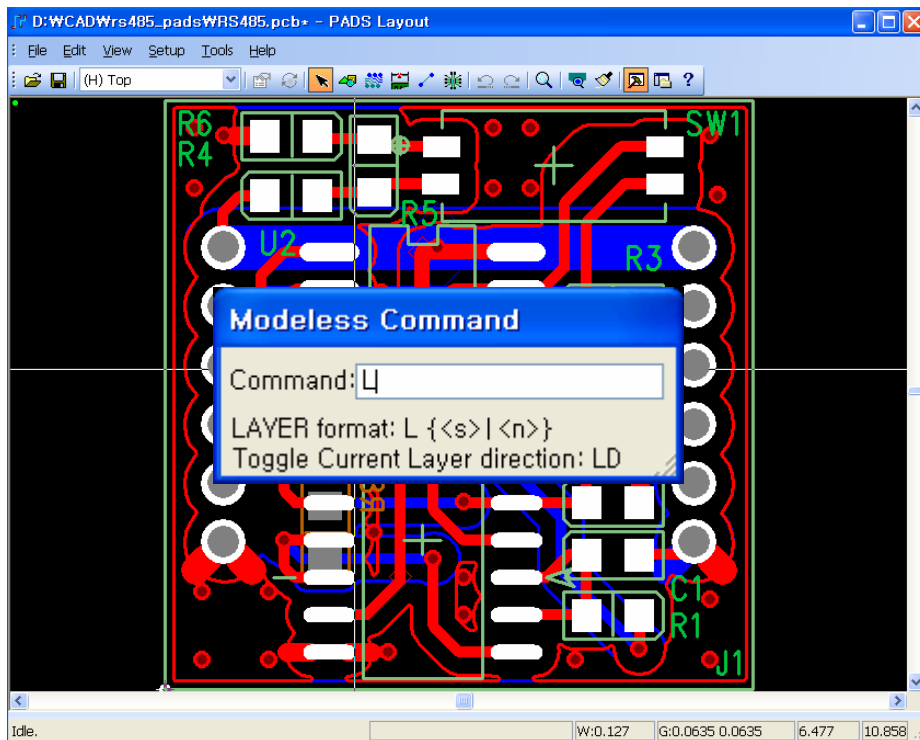 D:₩CAD₩rs485_pads₩RS485.pcb* - PADS Layout
File Edit View Setup Tools Help
(H) Top
R6
SW1
R4
R5
U2
R3
Modeless Command
Command: L
LAYER format: L {<s>|<n>}
Toggle Current Layer direction: LD
C1
R1
J1
Idle.
W:0.127
G:0.0635 0.0635
6.477
10.858